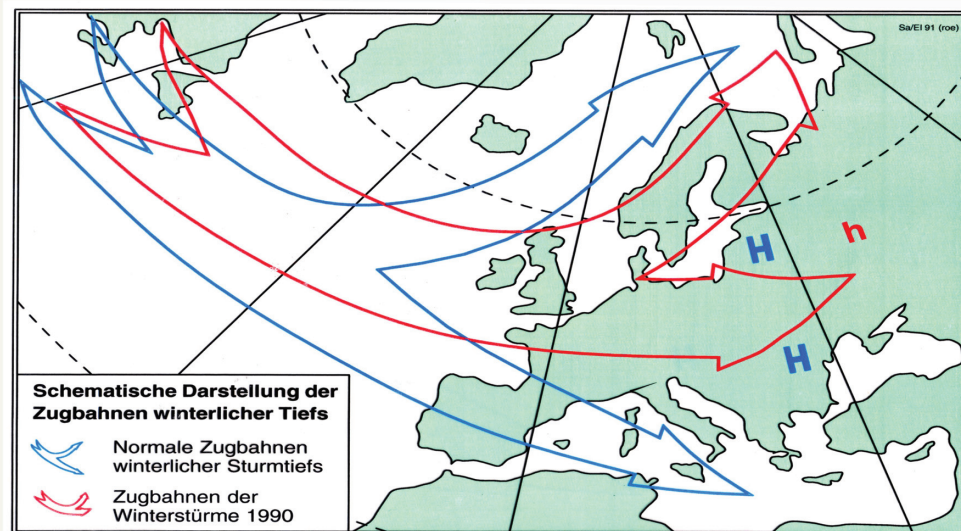 Sa/El 91 (roe)
h
H
H
Schematische Darstellung der
Zugbahnen winterlicher Tiefs
Normale Zugbahnen
winterlicher Sturmtiefs
Zugbahnen der
Winterstürme 1990